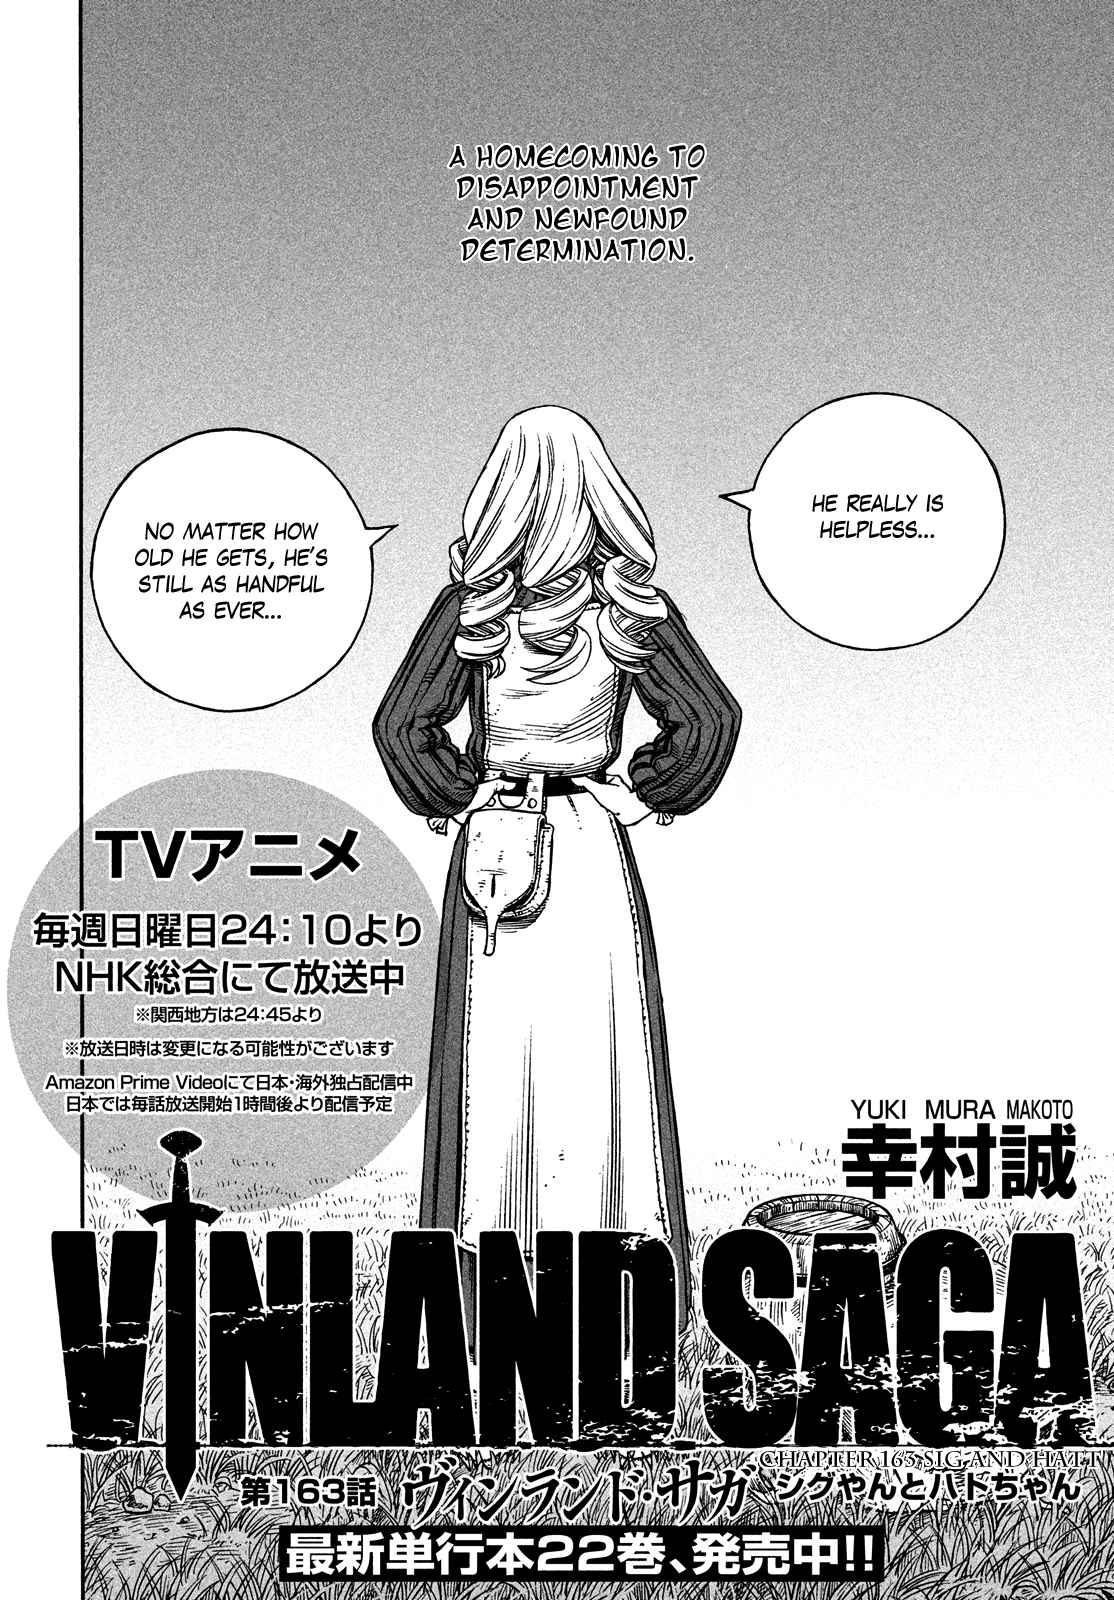 A HOMECOMING TO
DISAPPOINTMENT
AND NEWFOUND
DETERMINATION.
HE REALLY IS
HELPLESS...
NO MATTER HOW
OLD HE GETS, HE'S
STILL AS HANDFUL
AS EVER...
TVアニメ
毎週日曜日24:10より
NHK総合にて放送中
※関西地方は24:45より
※放送日時は変更になる可能性がございます
Amazon Prime Videoにて日本・海外独占配信中
日本では毎話放送開始1時間後より配信予定
YUKI MURA MAKOTO
幸村誠
VINLAND SAGA
CHAPTER 163 SIG AND HATT
第163話 ヴィンランド・サガ シグやんとハトちゃん
最新単行本22巻、発売中!!